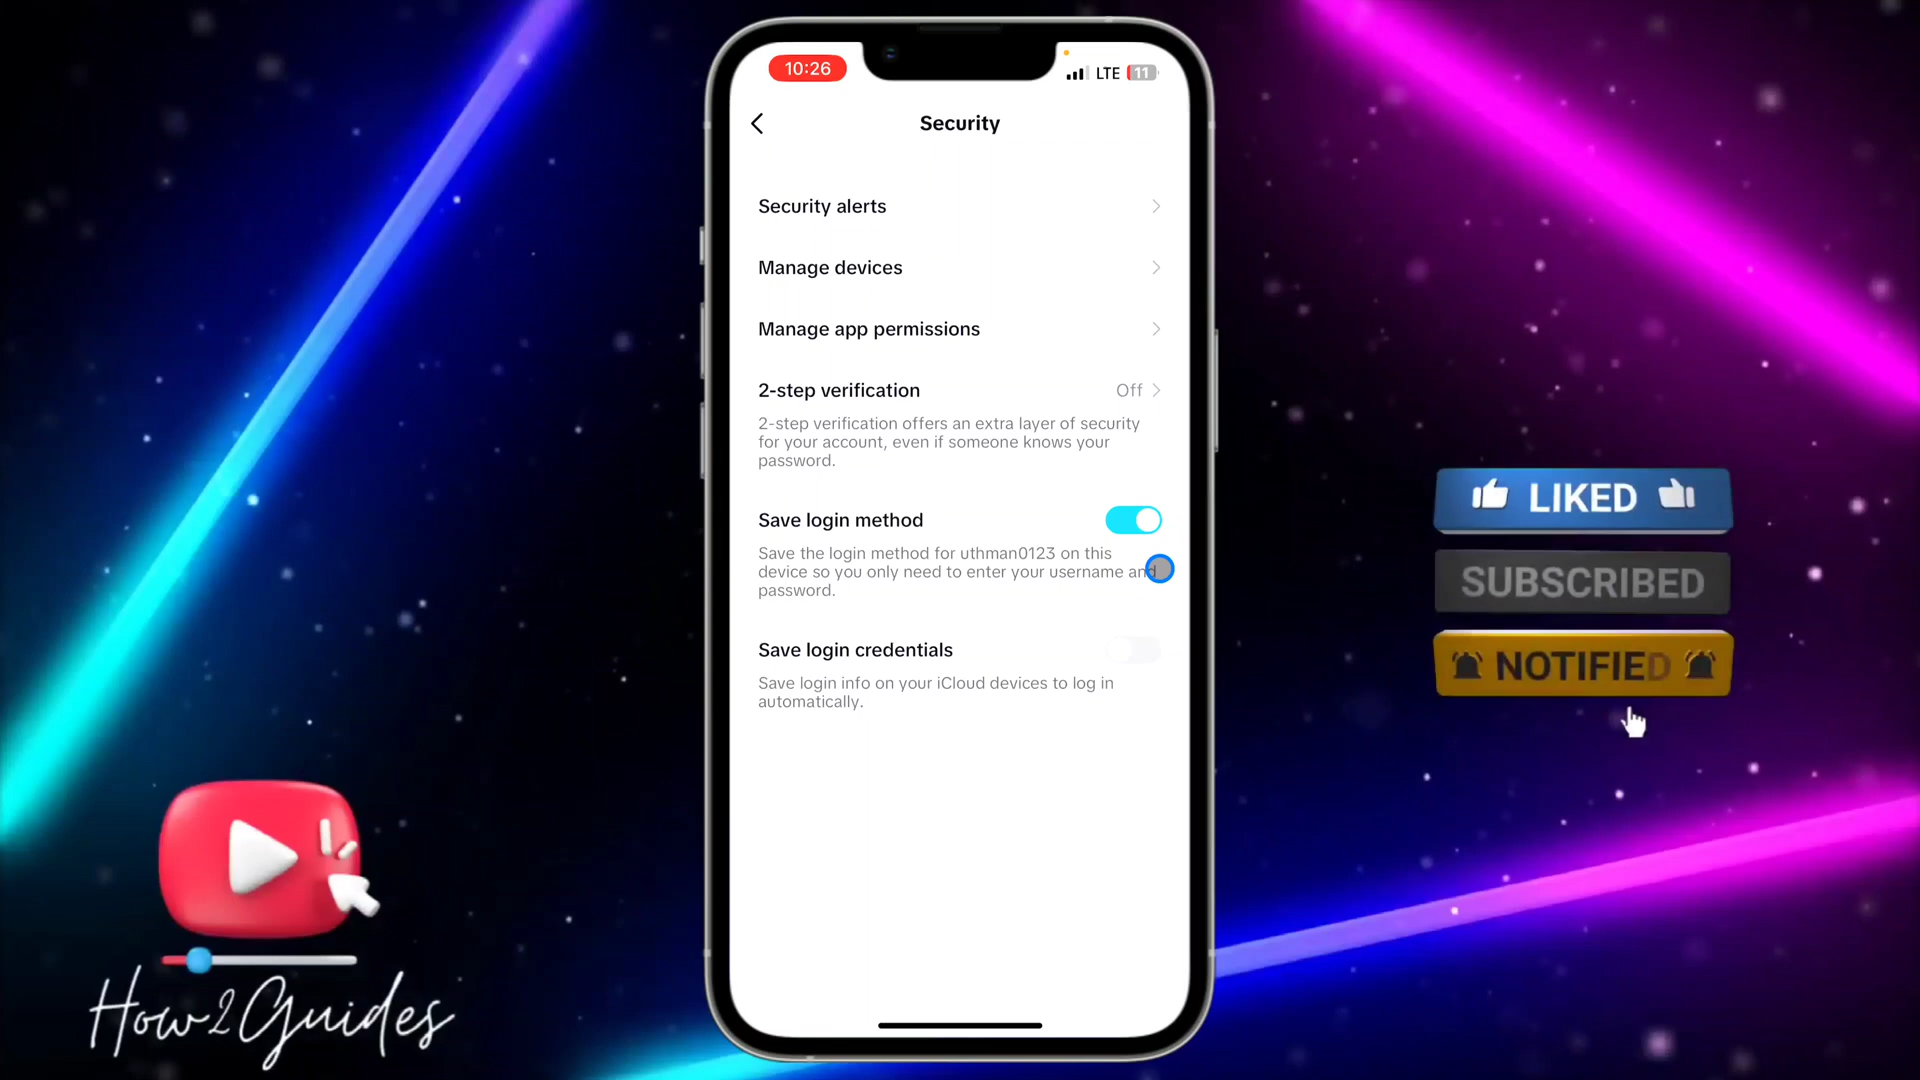 10:26
LTE 11
Security
Security alerts
Manage devices
Manage app permissions
2-step verification Off
2-step verification offers an extra layer of security
for your account, even if someone knows your
password.
Save login method
Save the login method for uthman0123 on this
device so you only need to enter your username and
password.
Save login credentials
Save login info on your iCloud devices to log in
automatically.
LIKED
SUBSCRIBED
NOTIFIED
How2Guides